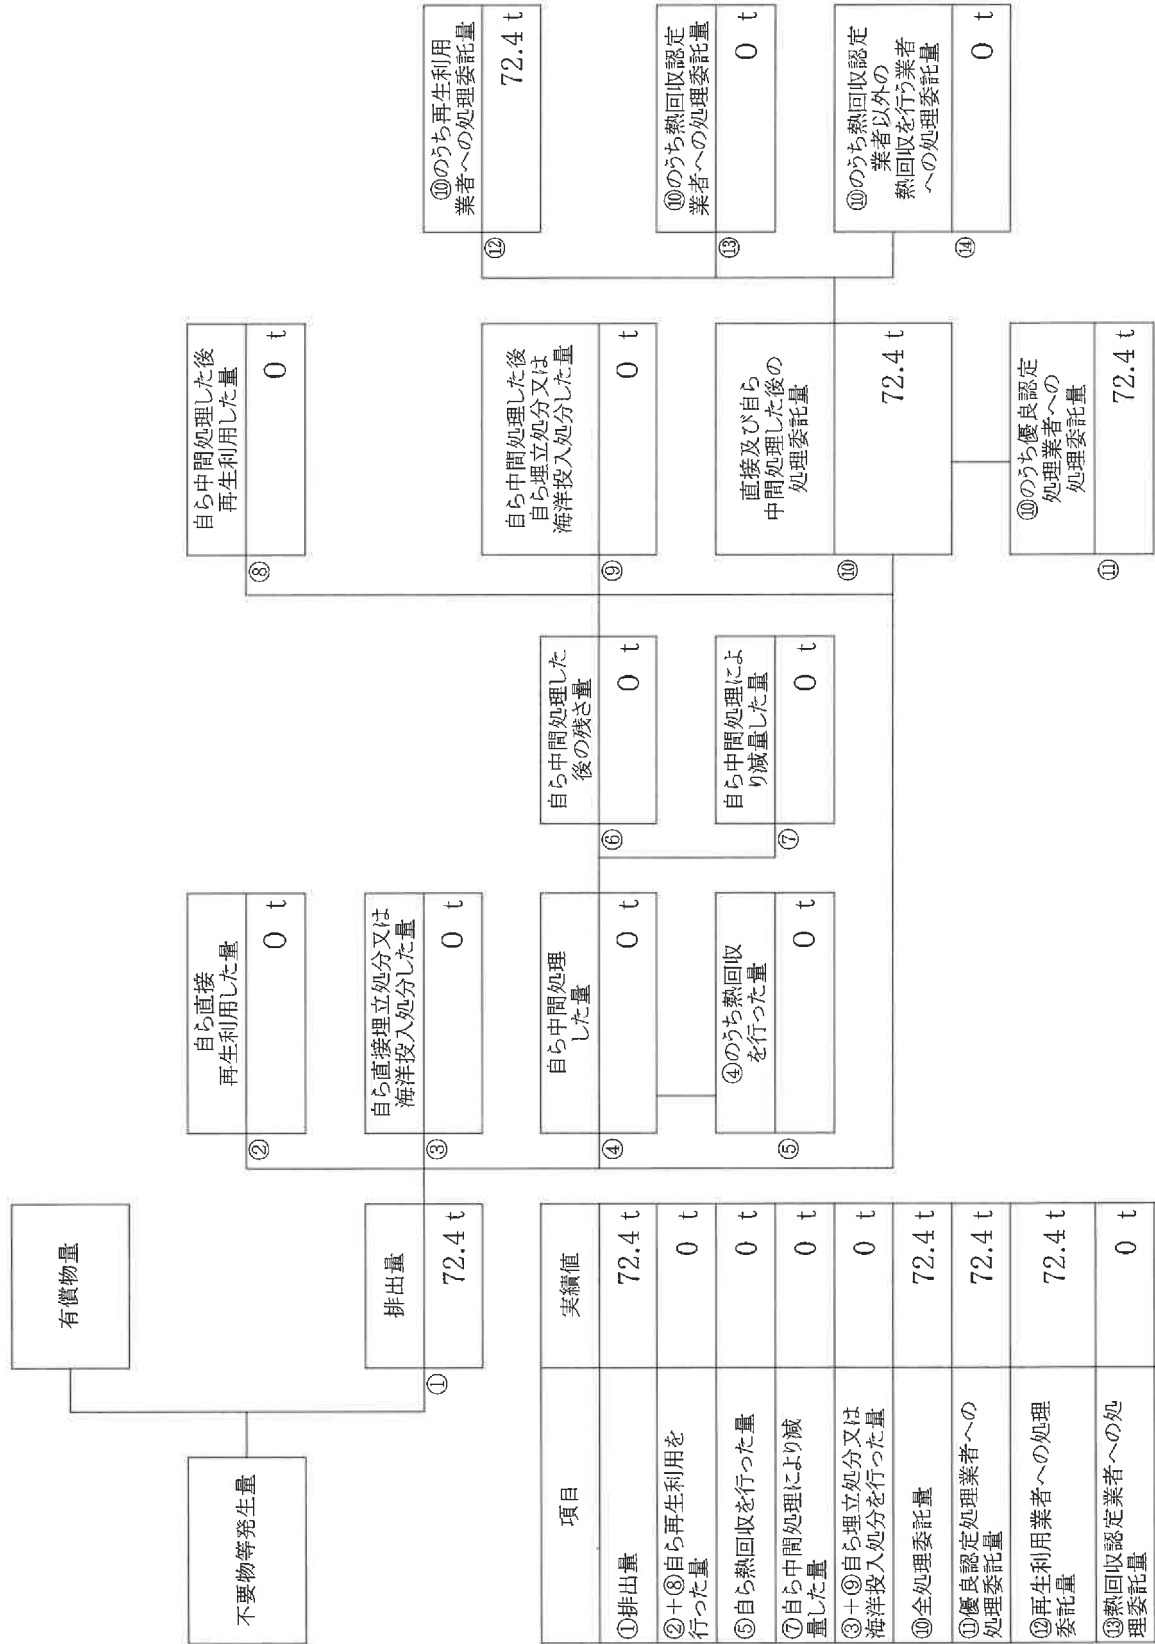 不要物等発生量
有償物量
①
排出量
72.4 t
②
自ら直接
再生利用した量
0 t
③
自ら直接埋立処分又は
海洋投入処分した量
0 t
④
自ら中間処理
した量
0 t
⑤
④のうち熱回収
を行った量
0 t
⑥
自ら中間処理した
後の残さ量
0 t
⑦
自ら中間処理によ
り減量した量
0 t
⑧
自ら中間処理した後
再生利用した量
0 t
⑨
自ら中間処理した後
自ら埋立処分又は
海洋投入処分した量
0 t
⑩
直接及び自ら
中間処理した後の
処理委託量
72.4 t
⑪
⑩のうち優良認定
処理業者への
処理委託量
72.4 t
⑫
⑩のうち再生利用
業者への処理委託量
72.4 t
⑬
⑩のうち熱回収認定
業者への処理委託量
0 t
⑭
⑩のうち熱回収認定
業者以外の
熱回収を行う業者
への処理委託量
0 t
項目 実績値
①排出量 72.4 t
②+⑧自ら再生利用を
行った量 0 t
⑤自ら熱回収を行った量 0 t
⑦自ら中間処理により減
量した量 0 t
③+⑨自ら埋立処分又は
海洋投入処分を行った量 0 t
⑩全処理委託量 72.4 t
⑪優良認定処理業者への
処理委託量 72.4 t
⑫再生利用業者への処理
委託量 72.4 t
⑬熱回収認定業者への処
理委託量 0 t